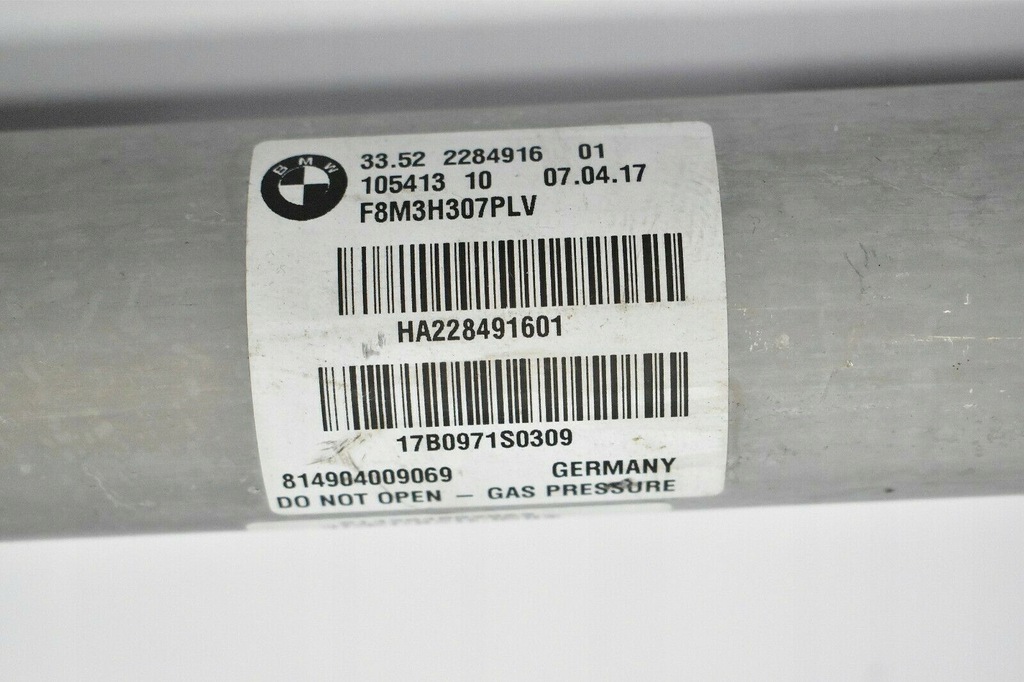 BMW
33.52 2284916 01
105413 10 07.04.17
F8M3H307PLV
HA228491601
17B0971S0309
814904009069 GERMANY
DO NOT OPEN – GAS PRESSURE